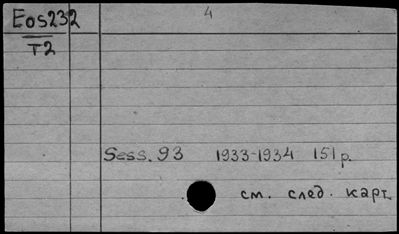 Eos232
4
T2
Sess. 93 1933-1934 151 p.
см. след. карт.